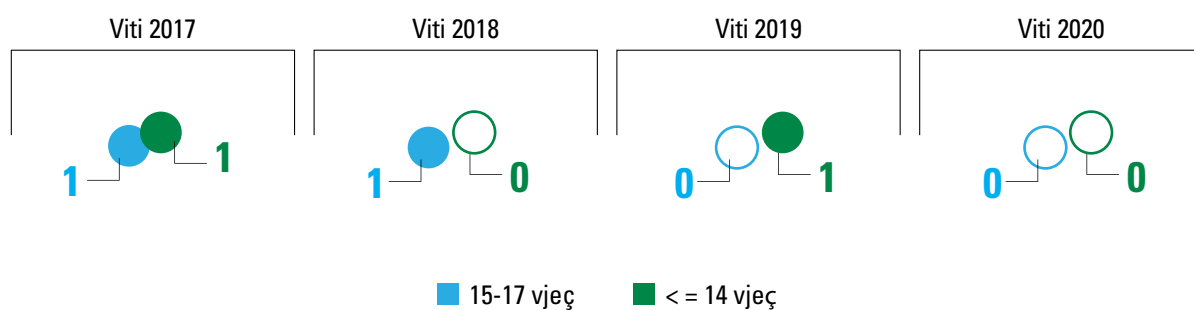 Viti 2017 Viti 2018 Viti 2019 Viti 2020
1 1 1 0 0 1 0 0
15-17 vjeç < = 14 vjeç